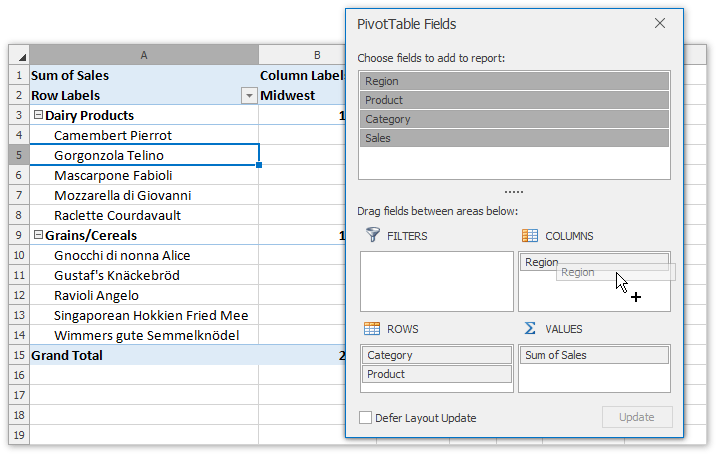 PivotTable Fields
Choose fields to add to report:
Region
Product
Category
Sales
Drag fields between areas below:
FILTERS
COLUMNS
Region
Region
ROWS
Σ VALUES
Category
Product
Sum of Sales
Defer Layout Update
Update
A B
1 Sum of Sales Column Labels
2 Row Labels Midwest
3 Dairy Products 1
4 Camembert Pierrot
5 Gorgonzola Telino
6 Mascarpone Fabioli
7 Mozzarella di Giovanni
8 Raclette Courdavault
9 Grains/Cereals 1
10 Gnocchi di nonna Alice
11 Gustaf's Knäckebröd
12 Ravioli Angelo
13 Singaporean Hokkien Fried Mee
14 Wimmers gute Semmelknödel
15 Grand Total 2
16
17
18
19